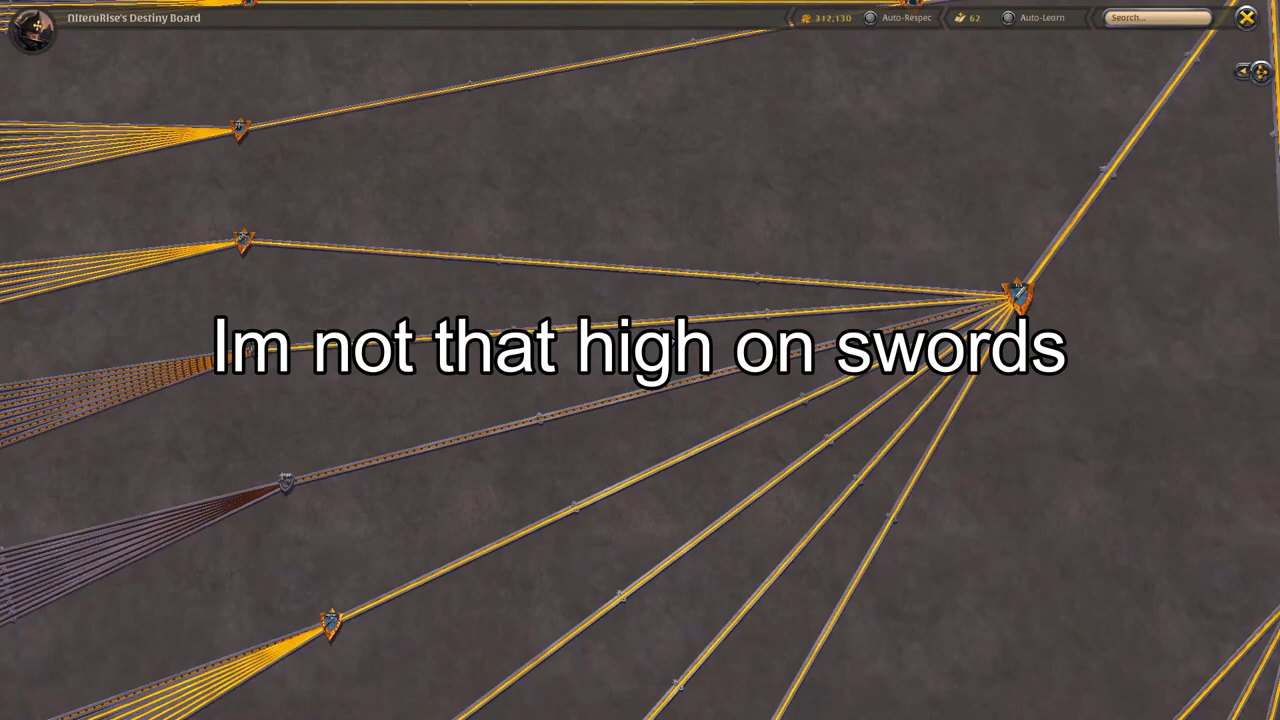 NIteruRIse's Destiny Board
312,130
Auto-Respec
62
Auto-Learn
Search...
Im not that high on swords